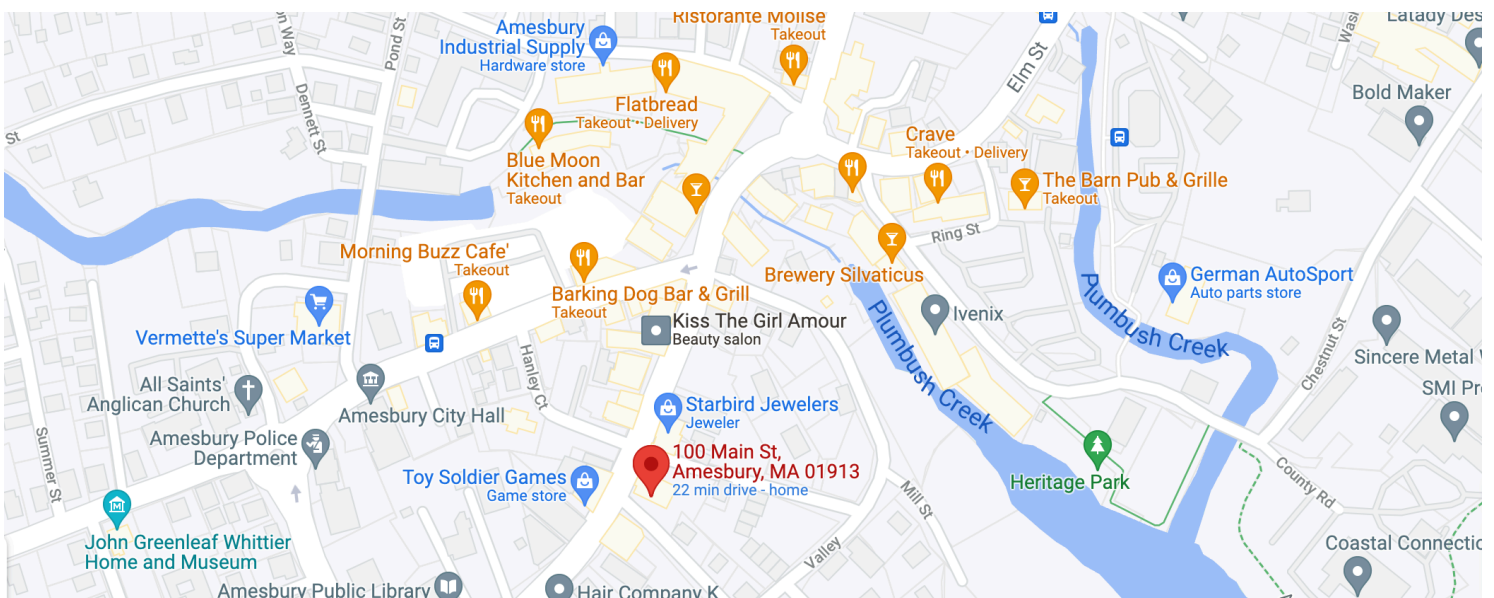 Ristorante Molise
Takeout
Amesbury
Industrial Supply
Hardware store
Latady Des
Pond St
Elm St
Dennett St
St
Flatbread
Takeout • Delivery
Bold Maker
Blue Moon
Kitchen and Bar
Takeout
Crave
Takeout • Delivery
The Barn Pub & Grille
Takeout
Ring St
Morning Buzz Cafe'
Takeout
Barking Dog Bar & Grill
Takeout
Brewery Silvaticus
German AutoSport
Auto parts store
Plumbush Creek
Plumbush Creek
Vermette's Super Market
Kiss The Girl Amour
Beauty salon
Ivenix
Sincere Metal
Chestnut St
SMI Pr
All Saints'
Anglican Church
Amesbury City Hall
Hanley Ct
Starbird Jewelers
Jeweler
Amesbury Police
Department
Summer St
Toy Soldier Games
Game store
100 Main St,
Amesbury, MA 01913
22 min drive - home
Mill St
Heritage Park
County Rd
John Greenleaf Whittier
Home and Museum
Valley
Coastal Connectic
Amesbury Public Library
Hair Company K